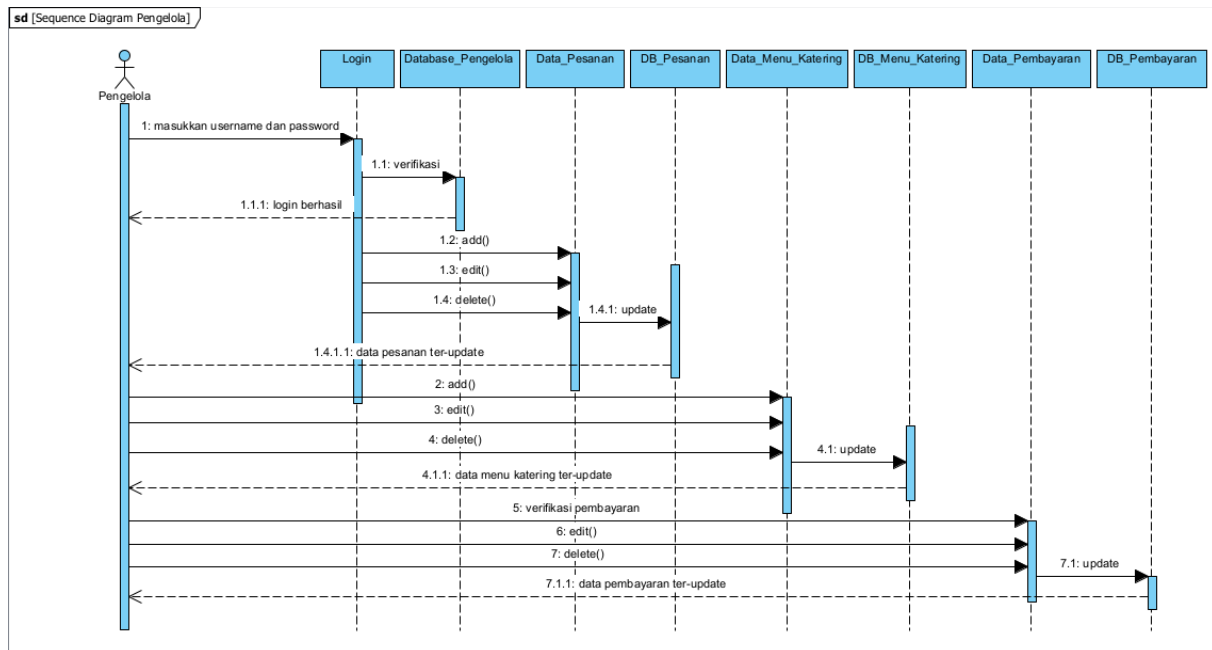 sd [Sequence Diagram Pengelola]
Login
Database_Pengelola
Data_Pesanan
DB_Pesanan
Data_Menu_Katering
DB_Menu_Katering
Data_Pembayaran
DB_Pembayaran
Pengelola
1: masukkan username dan password
1.1: verifikasi
1.1.1: login berhasil
1.2: add()
1.3: edit()
1.4: delete()
1.4.1: update
1.4.1.1: data pesanan ter-update
2: add()
3: edit()
4: delete()
4.1: update
4.1.1: data menu katering ter-update
5: verifikasi pembayaran
6: edit()
7: delete()
7.1: update
7.1.1: data pembayaran ter-update